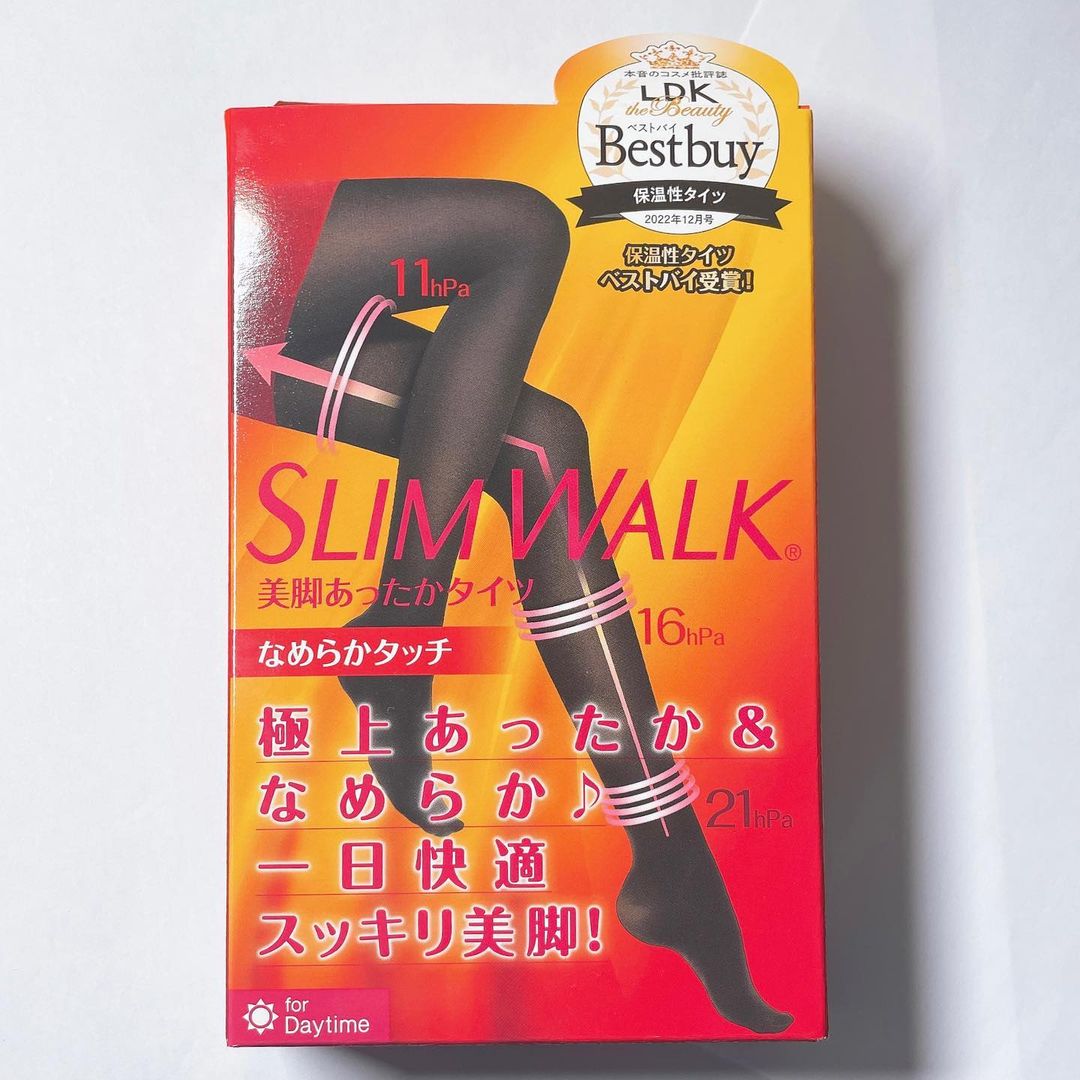 本音のコスメ批評誌
LDK
the Beauty
ベストバイ
Bestbuy
保温性タイツ
2022年12月号
保温性タイツ
ベストバイ受賞!
11hPa
SLIM WALK®
美脚あったかタイツ
16hPa
なめらかタッチ
極上あったか&
なめらか♪
21hPa
一日快適
スッキリ美脚!
for
Daytime